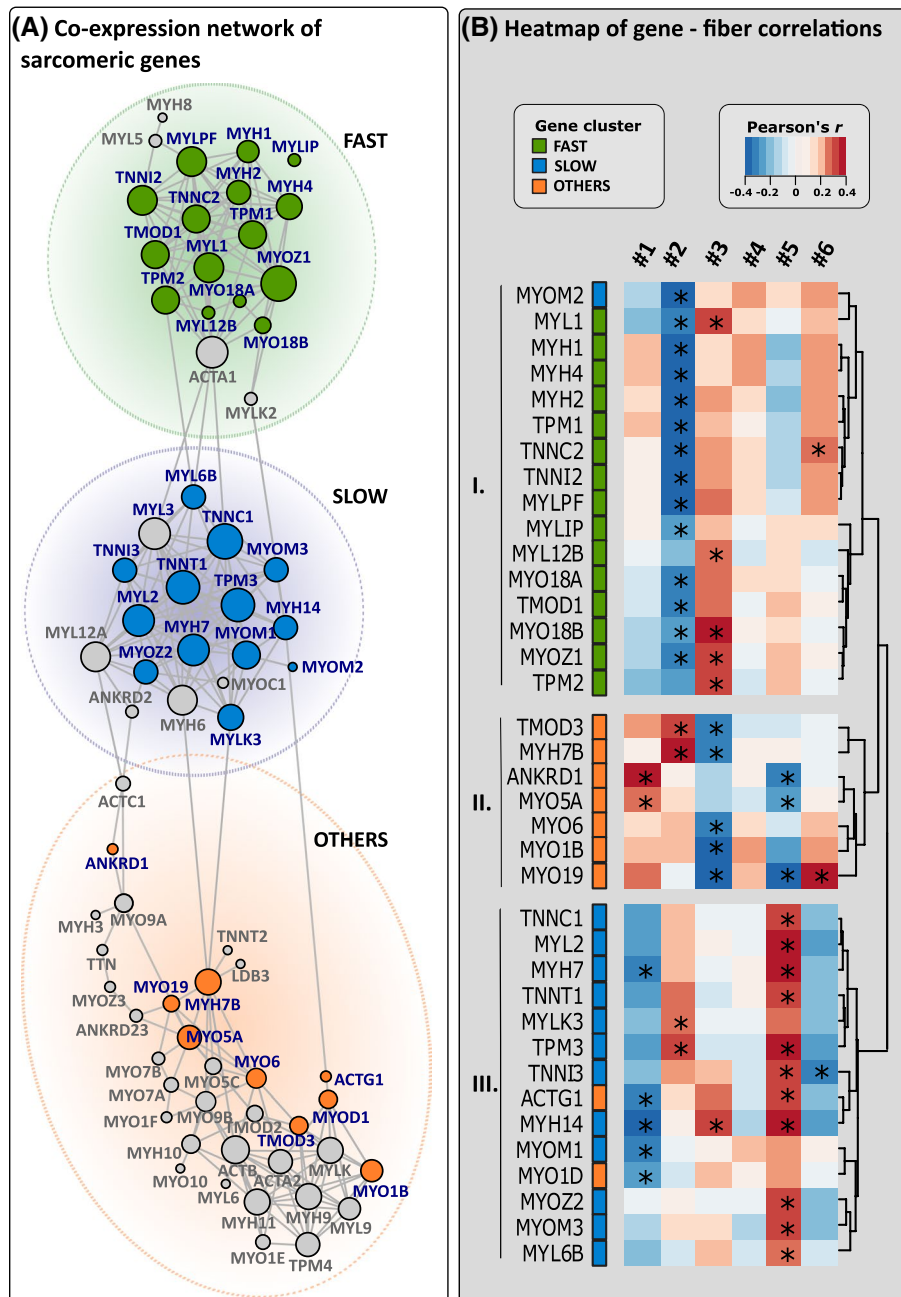 (A) Co-expression network of
sarcomeric genes
MYH8
FAST
MYL5
MYLPF
MYH1
MYLIP
TNNI2
MYH2
MYH4
TNNC2
TPM1
TMOD1
MYL1
MYOZ1
TPM2
MYO18A
MYL12B
MYO18B
ACTA1
MYLK2
MYL6B
SLOW
MYL3
TNNC1
TNNI3
MYOM3
TNNT1
TPM3
MYL2
MYH14
MYL12A
MYH7
MYOM1
MYOZ2
MYOM2
MYOC1
ANKRD2
MYH6
MYLK3
ACTC1
OTHERS
ANKRD1
MYH3
MYO9A
TNNT2
TTN
LDB3
MYO19
MYH7B
MYOZ3
ANKRD23
MYO5A
MYO7B
MYO5C
MYO6
MYO7A
ACTG1
MYO1F
MYO9B
MYOD1
TMOD2
TMOD3
MYH10
ACTB
MYLK
MYO10
ACTA2
MYL6
MYO1B
MYH11
MYH9
MYL9
MYO1E
TPM4
(B) Heatmap of gene - fiber correlations
Gene cluster
FAST
SLOW
OTHERS
Pearson's r
-0.4 -0.2 0 0.2 0.4
#1 #2 #3 #4 #5 #6
I.
MYOM2 *
MYL1 * *
MYH1 *
MYH4 *
MYH2 *
TPM1 *
TNNC2 * *
TNNI2 *
MYLPF *
MYLIP *
MYL12B *
MYO18A *
TMOD1 *
MYO18B * *
MYOZ1 * *
TPM2 *
II.
TMOD3 * *
MYH7B * *
ANKRD1 * *
MYO5A * *
MYO6 *
MYO1B *
MYO19 * * *
III.
TNNC1 *
MYL2 *
MYH7 * *
TNNT1 *
MYLK3 *
TPM3 * *
TNNI3 * *
ACTG1 * *
MYH14 * * *
MYOM1 *
MYO1D *
MYOZ2 *
MYOM3 *
MYL6B *